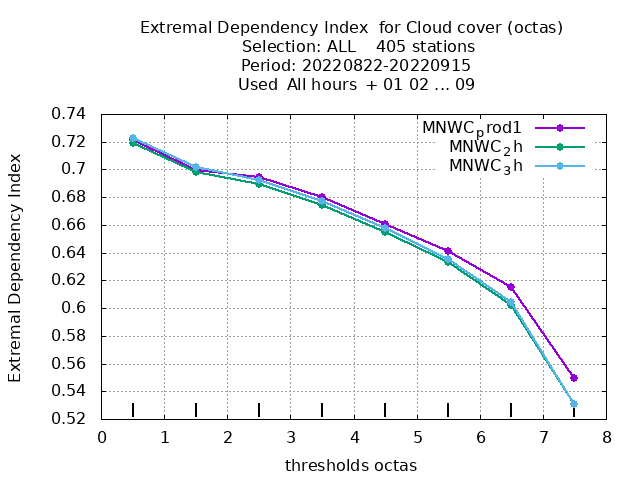 Extremal Dependency Index  for Cloud cover (octas)
Selection: ALL    405 stations
Period: 20220822-20220915
Used  All hours  + 01 02 ... 09
MNWCprod1
MNWC2h
MNWC3h
0.74
0.72
0.7
0.68
0.66
0.64
0.62
0.6
0.58
0.56
0.54
0.52
Extremal Dependency Index
0 1 2 3 4 5 6 7 8
thresholds octas